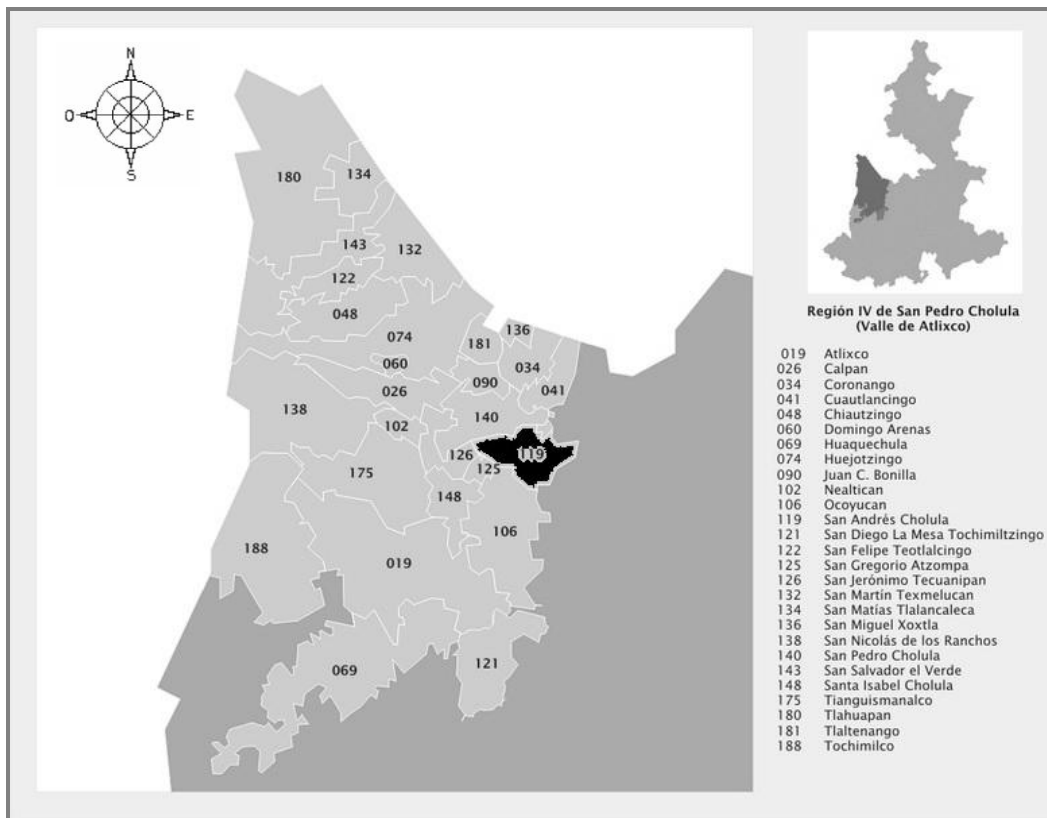 N
O E
S
180
134
143
132
122
048
074
136
181
060
034
090
026
041
138
140
102
126
119
125
175
148
106
188
019
121
069
Región IV de San Pedro Cholula
(Valle de Atlixco)
019 Atlixco
026 Calpan
034 Coronango
041 Cuautlancingo
048 Chiautzingo
060 Domingo Arenas
069 Huaquechula
074 Huejotzingo
090 Juan C. Bonilla
102 Nealtican
106 Ocoyucan
119 San Andrés Cholula
121 San Diego La Mesa Tochimiltzingo
122 San Felipe Teotlalcingo
125 San Gregorio Atzompa
126 San Jerónimo Tecuanipan
132 San Martín Texmelucan
134 San Matías Tlalancaleca
136 San Miguel Xoxtla
138 San Nicolás de los Ranchos
140 San Pedro Cholula
143 San Salvador el Verde
148 Santa Isabel Cholula
175 Tianguismanalco
180 Tlahuapan
181 Tlaltenango
188 Tochimilco